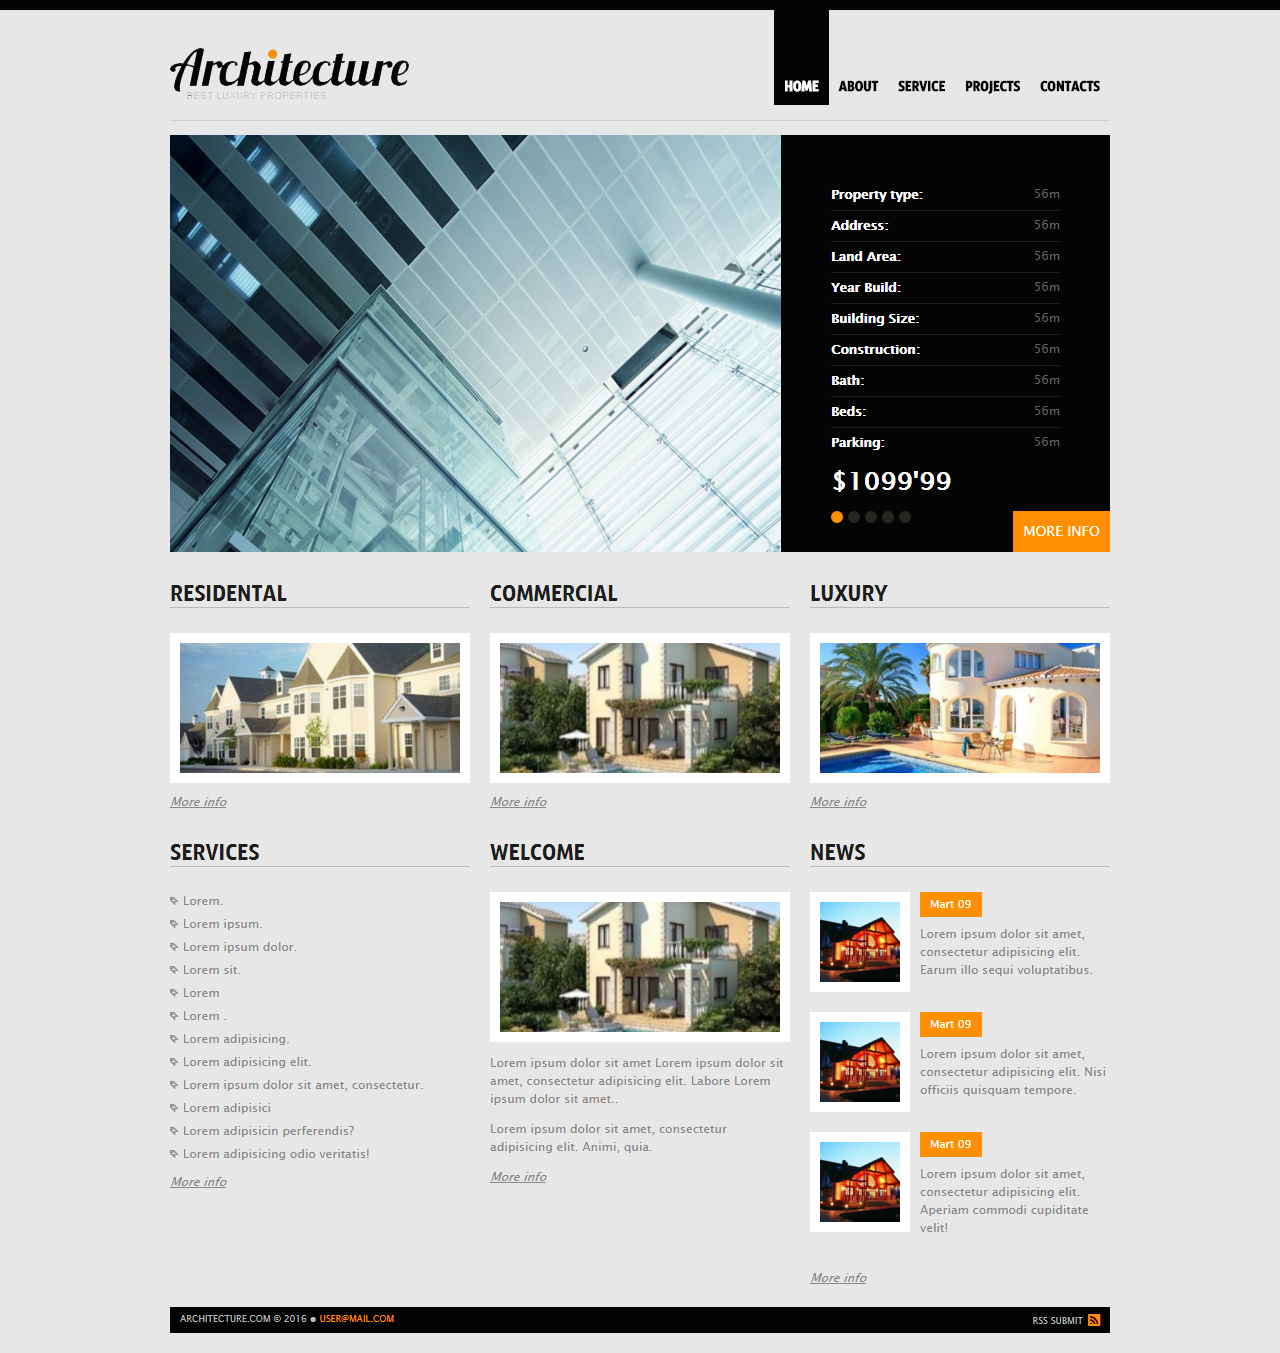 Architecture
BEST LUXURY PROPERTIES
HOME ABOUT SERVICE PROJECTS CONTACTS
Property type: 56m
Address: 56m
Land Area: 56m
Year Build: 56m
Building Size: 56m
Construction: 56m
Bath: 56m
Beds: 56m
Parking: 56m
$1099'99
MORE INFO
RESIDENTAL
More info
COMMERCIAL
More info
LUXURY
More info
SERVICES
Lorem.
Lorem ipsum.
Lorem ipsum dolor.
Lorem sit.
Lorem
Lorem .
Lorem adipisicing.
Lorem adipisicing elit.
Lorem ipsum dolor sit amet, consectetur.
Lorem adipisici
Lorem adipisicin perferendis?
Lorem adipisicing odio veritatis!
More info
WELCOME
Lorem ipsum dolor sit amet Lorem ipsum dolor sit
amet, consectetur adipisicing elit. Labore Lorem
ipsum dolor sit amet..
Lorem ipsum dolor sit amet, consectetur
adipisicing elit. Animi, quia.
More info
NEWS
Mart 09
Lorem ipsum dolor sit amet,
consectetur adipisicing elit.
Earum illo sequi voluptatibus.
Mart 09
Lorem ipsum dolor sit amet,
consectetur adipisicing elit. Nisi
officiis quisquam tempore.
Mart 09
Lorem ipsum dolor sit amet,
consectetur adipisicing elit.
Aperiam commodi cupiditate
velit!
More info
ARCHITECTURE.COM © 2016 • USER@MAIL.COM
RSS SUBMIT